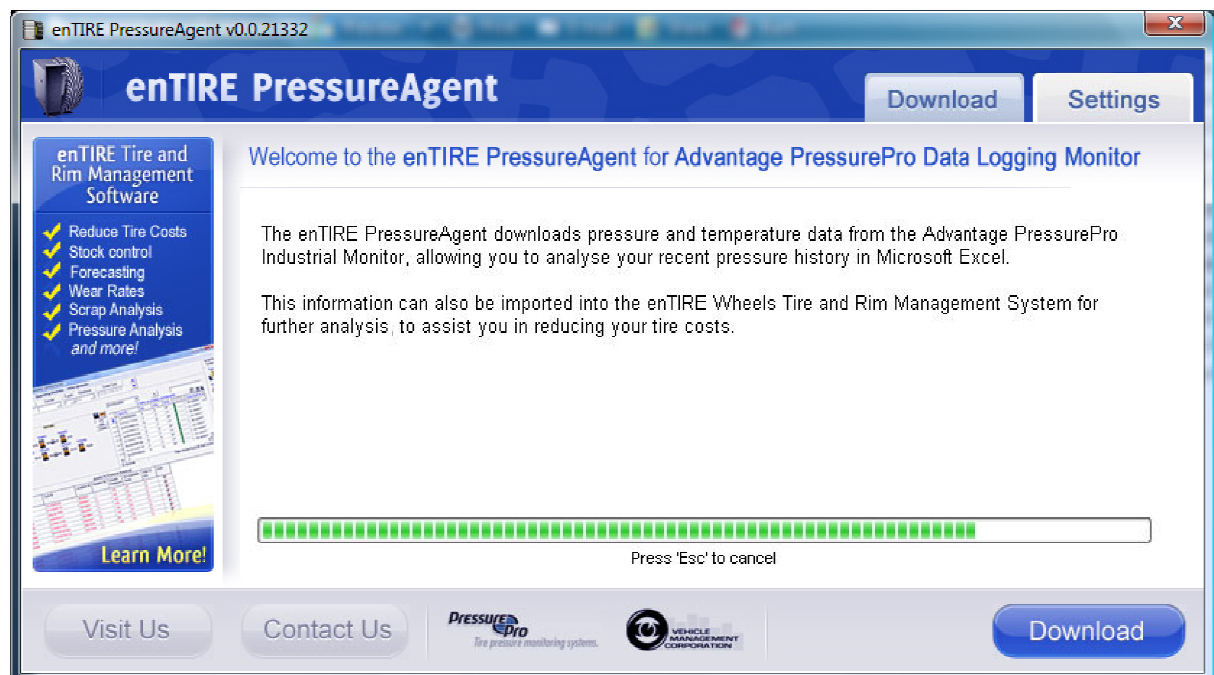 enTIRE PressureAgent v0.0.21332
enTIRE PressureAgent
Download
Settings
enTIRE Tire and
Rim Management
Software
Reduce Tire Costs
Stock control
Forecasting
Wear Rates
Scrap Analysis
Pressure Analysis
and more!
Learn More!
Welcome to the enTIRE PressureAgent for Advantage PressurePro Data Logging Monitor
The enTIRE PressureAgent downloads pressure and temperature data from the Advantage PressurePro
Industrial Monitor, allowing you to analyse your recent pressure history in Microsoft Excel.
This information can also be imported into the enTIRE Wheels Tire and Rim Management System for
further analysis, to assist you in reducing your tire costs.
Press 'Esc' to cancel
Visit Us
Contact Us
Pressure
Pro
Tire pressure monitoring systems.
VEHICLE
MANAGEMENT
CORPORATION
Download